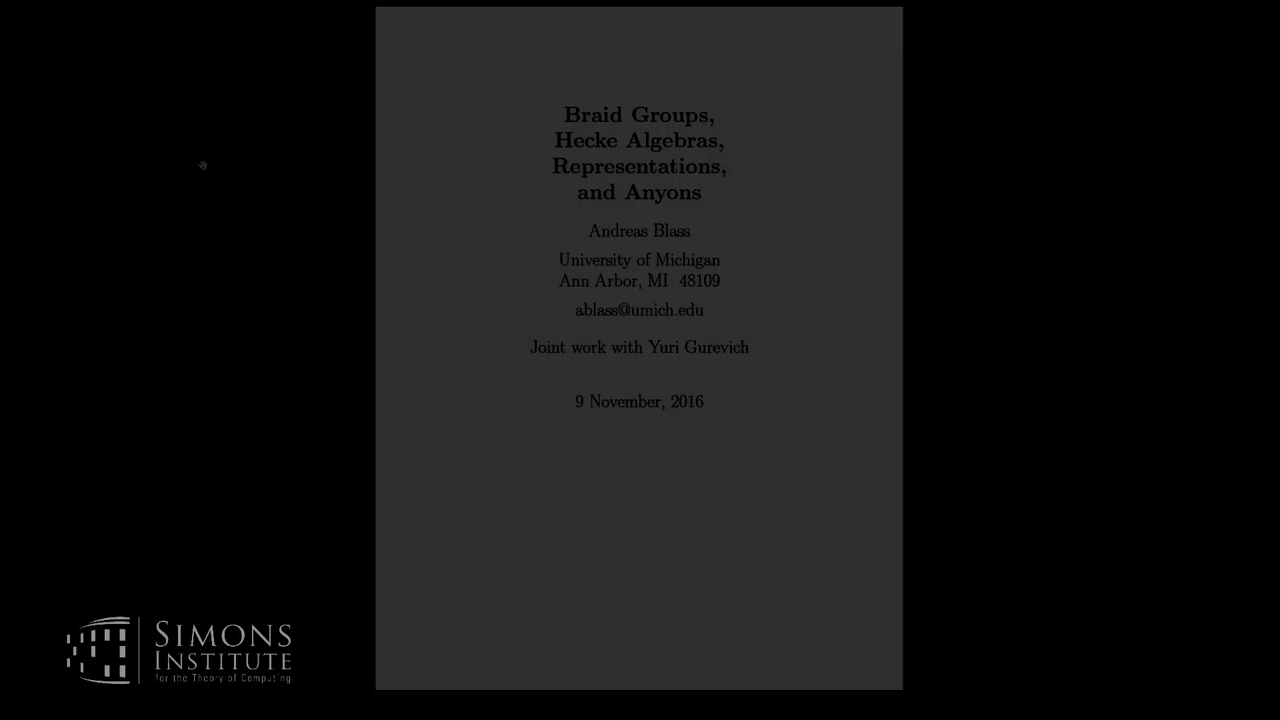 Braid Groups,
Hecke Algebras,
Representations,
and Anyons
Andreas Blass
University of Michigan
Ann Arbor, MI 48109
ablass@umich.edu
Joint work with Yuri Gurevich
9 November, 2016
SIMONS
INSTITUTE
for the Theory of Computing